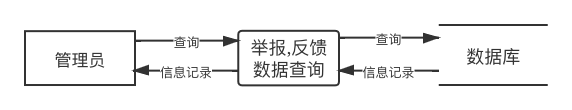 管理员
查询
信息记录
举报,反馈
数据查询
查询
信息记录
数据库